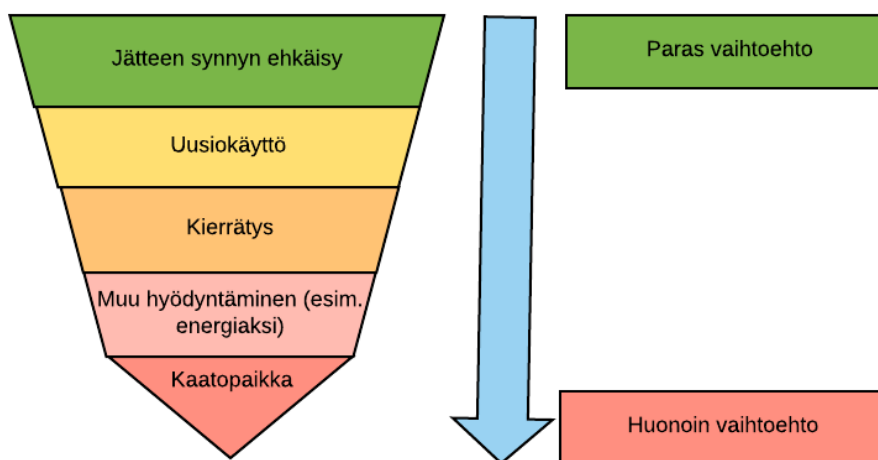 Jätteen synnyn ehkäisy
Paras vaihtoehto
Uusiokäyttö
Kierrätys
Muu hyödyntäminen (esim.
energiaksi)
Kaatopaikka
Huonoin vaihtoehto